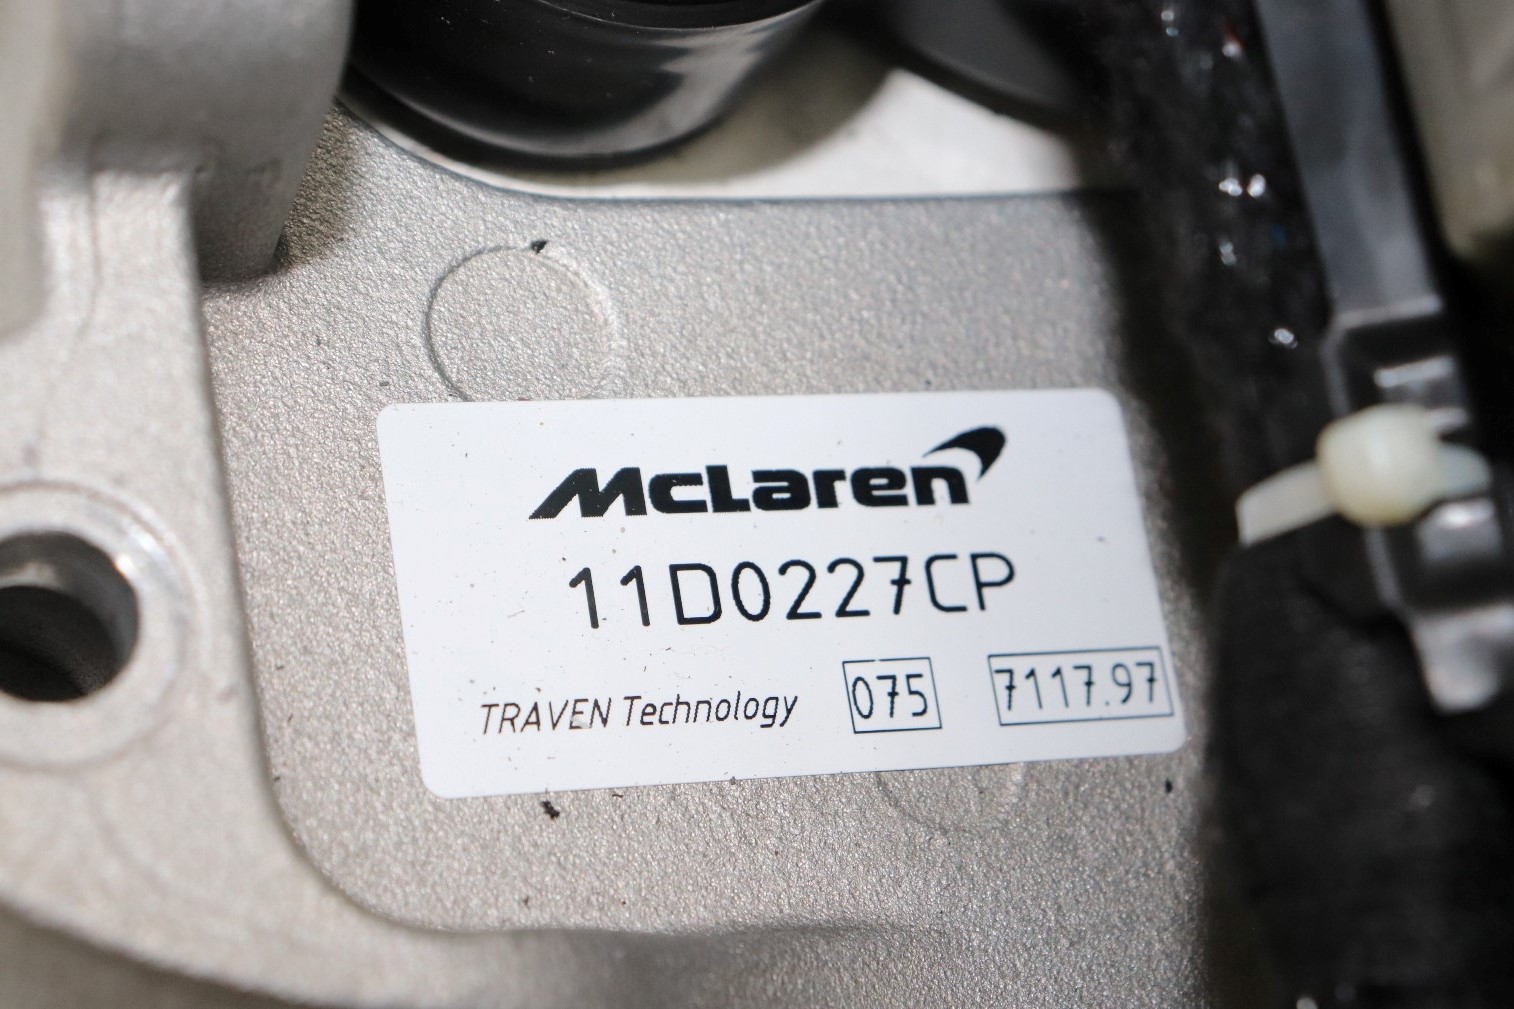 McLaren
11D0227CP
TRAVEN Technology 075 7117.97